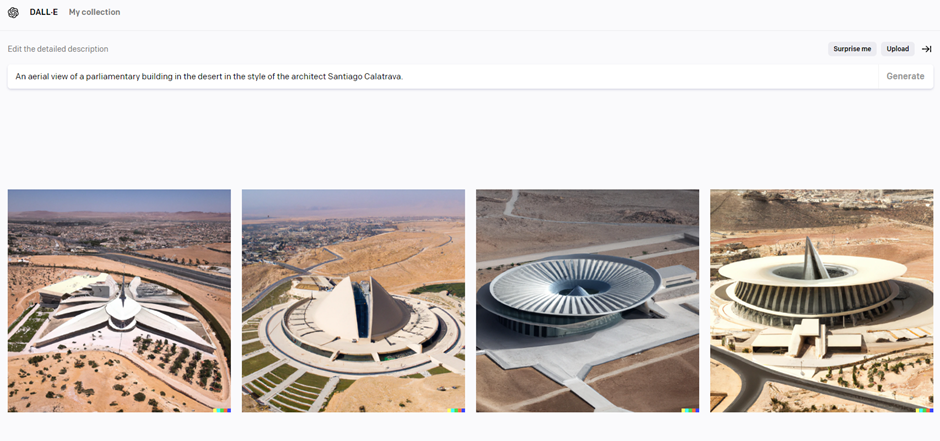 DALL·E My collection
Edit the detailed description
Surprise me Upload
An aerial view of a parliamentary building in the desert in the style of the architect Santiago Calatrava.
Generate